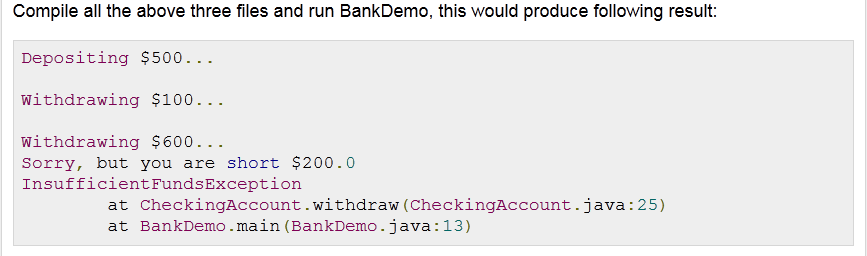 Compile all the above three files and run BankDemo, this would produce following result:
Depositing $500...
Withdrawing $100...
Withdrawing $600...
Sorry, but you are short $200.0
InsufficientFundsException
at CheckingAccount.withdraw(CheckingAccount.java:25)
at BankDemo.main(BankDemo.java:13)